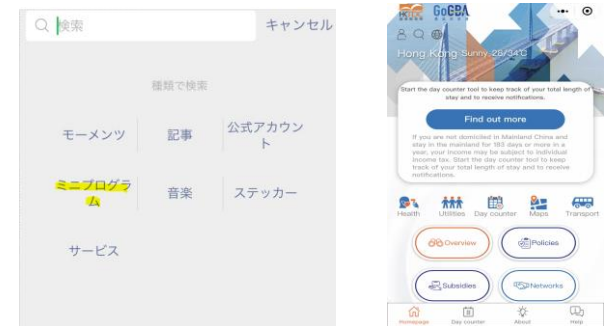 検索
キャンセル
種類で検索
モーメンツ
記事
公式アカウン
ト
ミニプログラ
ム
音楽
ステッカー
サービス
HKTDC GoGBA
Hong Kong Sunny 26/34°C
Start the day counter tool to keep track of your total length of
stay and to receive notifications.
Find out more
If you are not domiciled in Mainland China and
stay in the mainland for 183 days or more in a
year, your income may be subject to individual
income tax. Start the day counter tool to keep
track of your total length of stay and receive
notifications.
Health Utilities Day counter Maps Transport
Overview Policies
Subsidies Networks
Homepage Day counter About Help